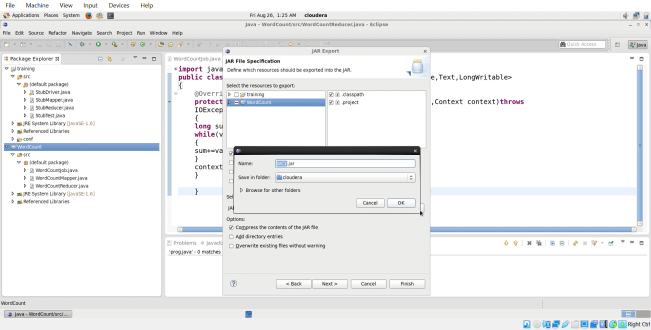 File Machine View Input Devices Help
Applications Places System
Fri Aug 26, 1:25 AM cloudera
Java - WordCount/src/WordCountReducer.java - Eclipse
File Edit Source Refactor Navigate Search Project Run Window Help
Quick Access
Java
Package Explorer
WordCountJob.java
training
src
(default package)
StubDriver.java
StubMapper.java
StubReducer.java
StubTest.java
JRE System Library [JavaSE-1.6]
Referenced Libraries
conf
WordCount
src
(default package)
WordCountJob.java
WordCountMapper.java
WordCountReducer.java
JRE System Library [JavaSE-1.6]
Referenced Libraries
import java
public clas
e,Text,LongWritable>
{
@Overri
protect
,Context context)throws
IOExcep
{
long su
while(v
{
sum+=va
}
context
}
}
JAR Export
JAR File Specification
Define which resources should be exported into the JAR.
Select the resources to export:
training
WordCount
.classpath
.project
Name:
.jar
Save in folder:
cloudera
Browse for other folders
Cancel OK
Sel
JA
Options:
Compress the contents of the JAR file
Add directory entries
Overwrite existing files without warning
< Back Next > Cancel Finish
Problems @ Javado
'prog.java' - 0 matches
WordCount
Java - WordCount/src/...
Right Ctrl